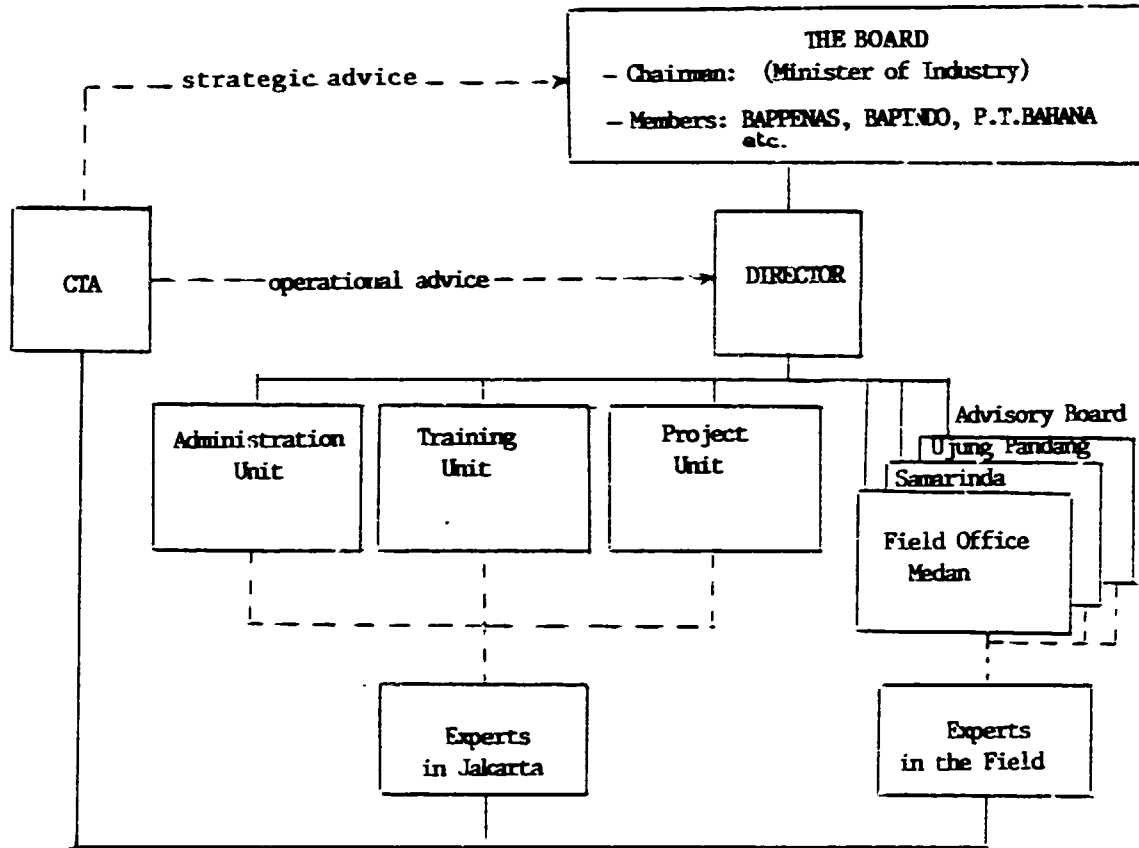 THE BOARD
– Chairman: (Minister of Industry)
– Members: BAPPENAS, BAPINDO, P.T.BAHANA
etc.
strategic advice
CTA
operational advice
DIRECTOR
Administration
Unit
Training
Unit
Project
Unit
Advisory Board
Ujung Pandang
Samarinda
Field Office
Medan
Experts
in Jakarta
Experts
in the Field